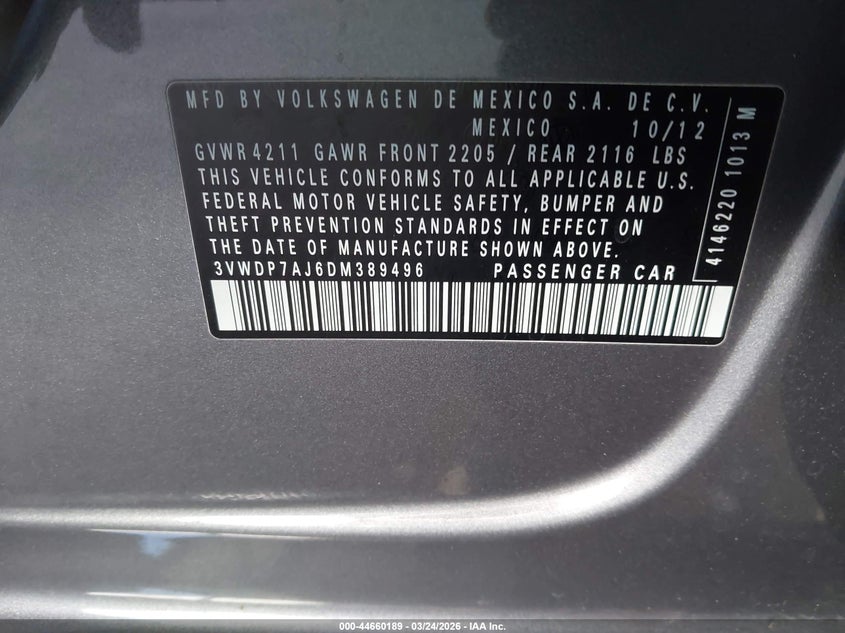 MFD BY VOLKSWAGEN DE MEXICO S.A. DE C.V.
MEXICO 10/12
GVWR 4211 GAWR FRONT 2205 / REAR 2116 LBS
THIS VEHICLE CONFORMS TO ALL APPLICABLE U.S.
FEDERAL MOTOR VEHICLE SAFETY, BUMPER AND
THEFT PREVENTION STANDARDS IN EFFECT ON
THE DATE OF MANUFACTURE SHOWN ABOVE.
3VWDP7AJ6DM389496 PASSENGER CAR
4146220 1013 M
000-44660189 - 03/24/2026 - IAA Inc.